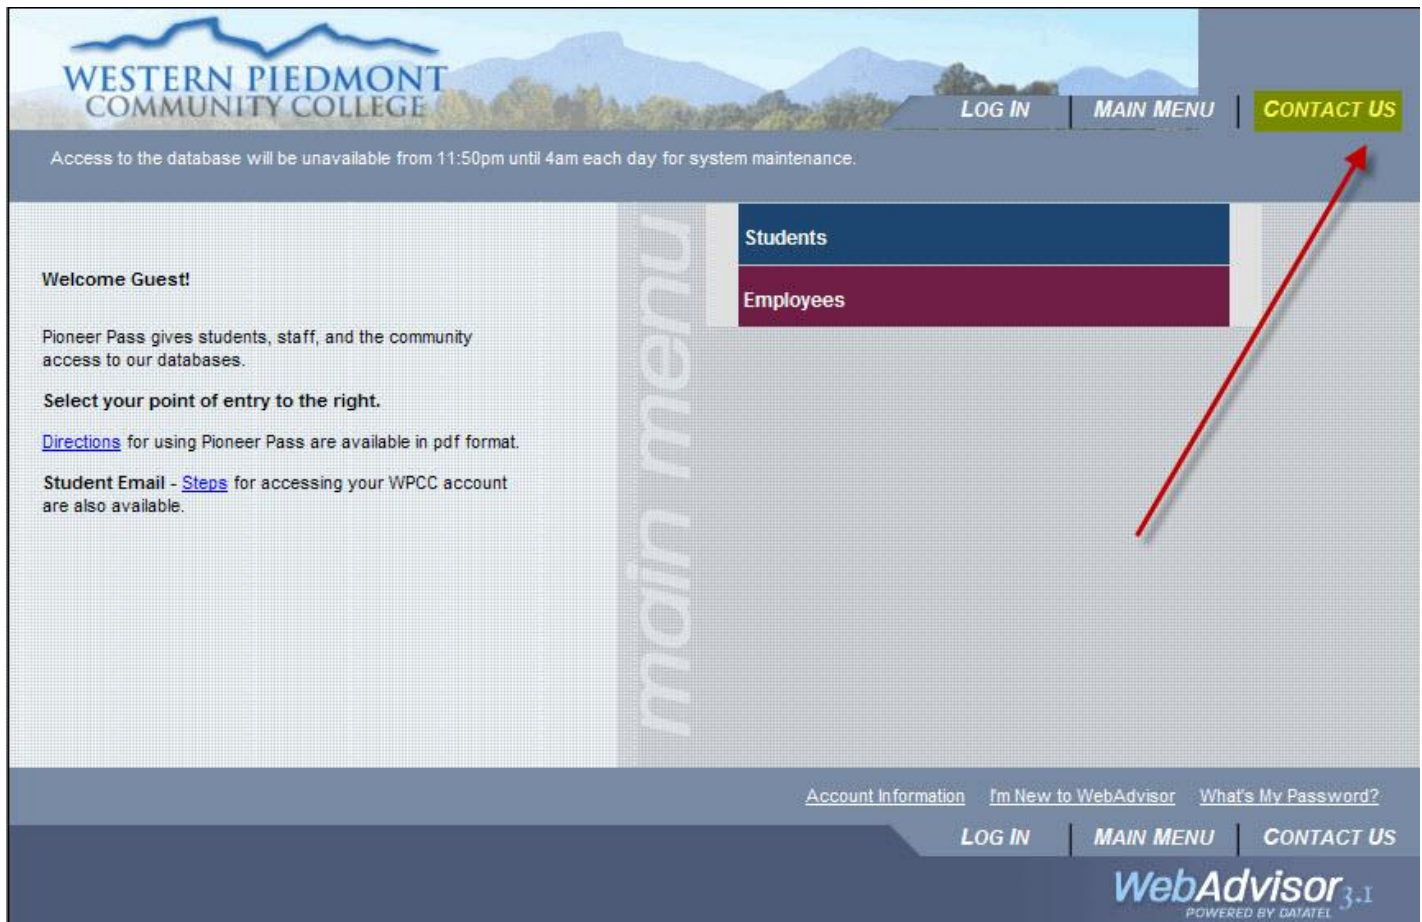 WESTERN PIEDMONT
COMMUNITY COLLEGE
LOG IN
MAIN MENU
CONTACT US
Access to the database will be unavailable from 11:50pm until 4am each day for system maintenance.
Welcome Guest!
Pioneer Pass gives students, staff, and the community
access to our databases.
Select your point of entry to the right.
Directions for using Pioneer Pass are available in pdf format.
Student Email - Steps for accessing your WPCC account
are also available.
main menu
Students
Employees
Account Information I'm New to WebAdvisor What's My Password?
LOG IN
MAIN MENU
CONTACT US
WebAdvisor 3.1
POWERED BY DATATEL